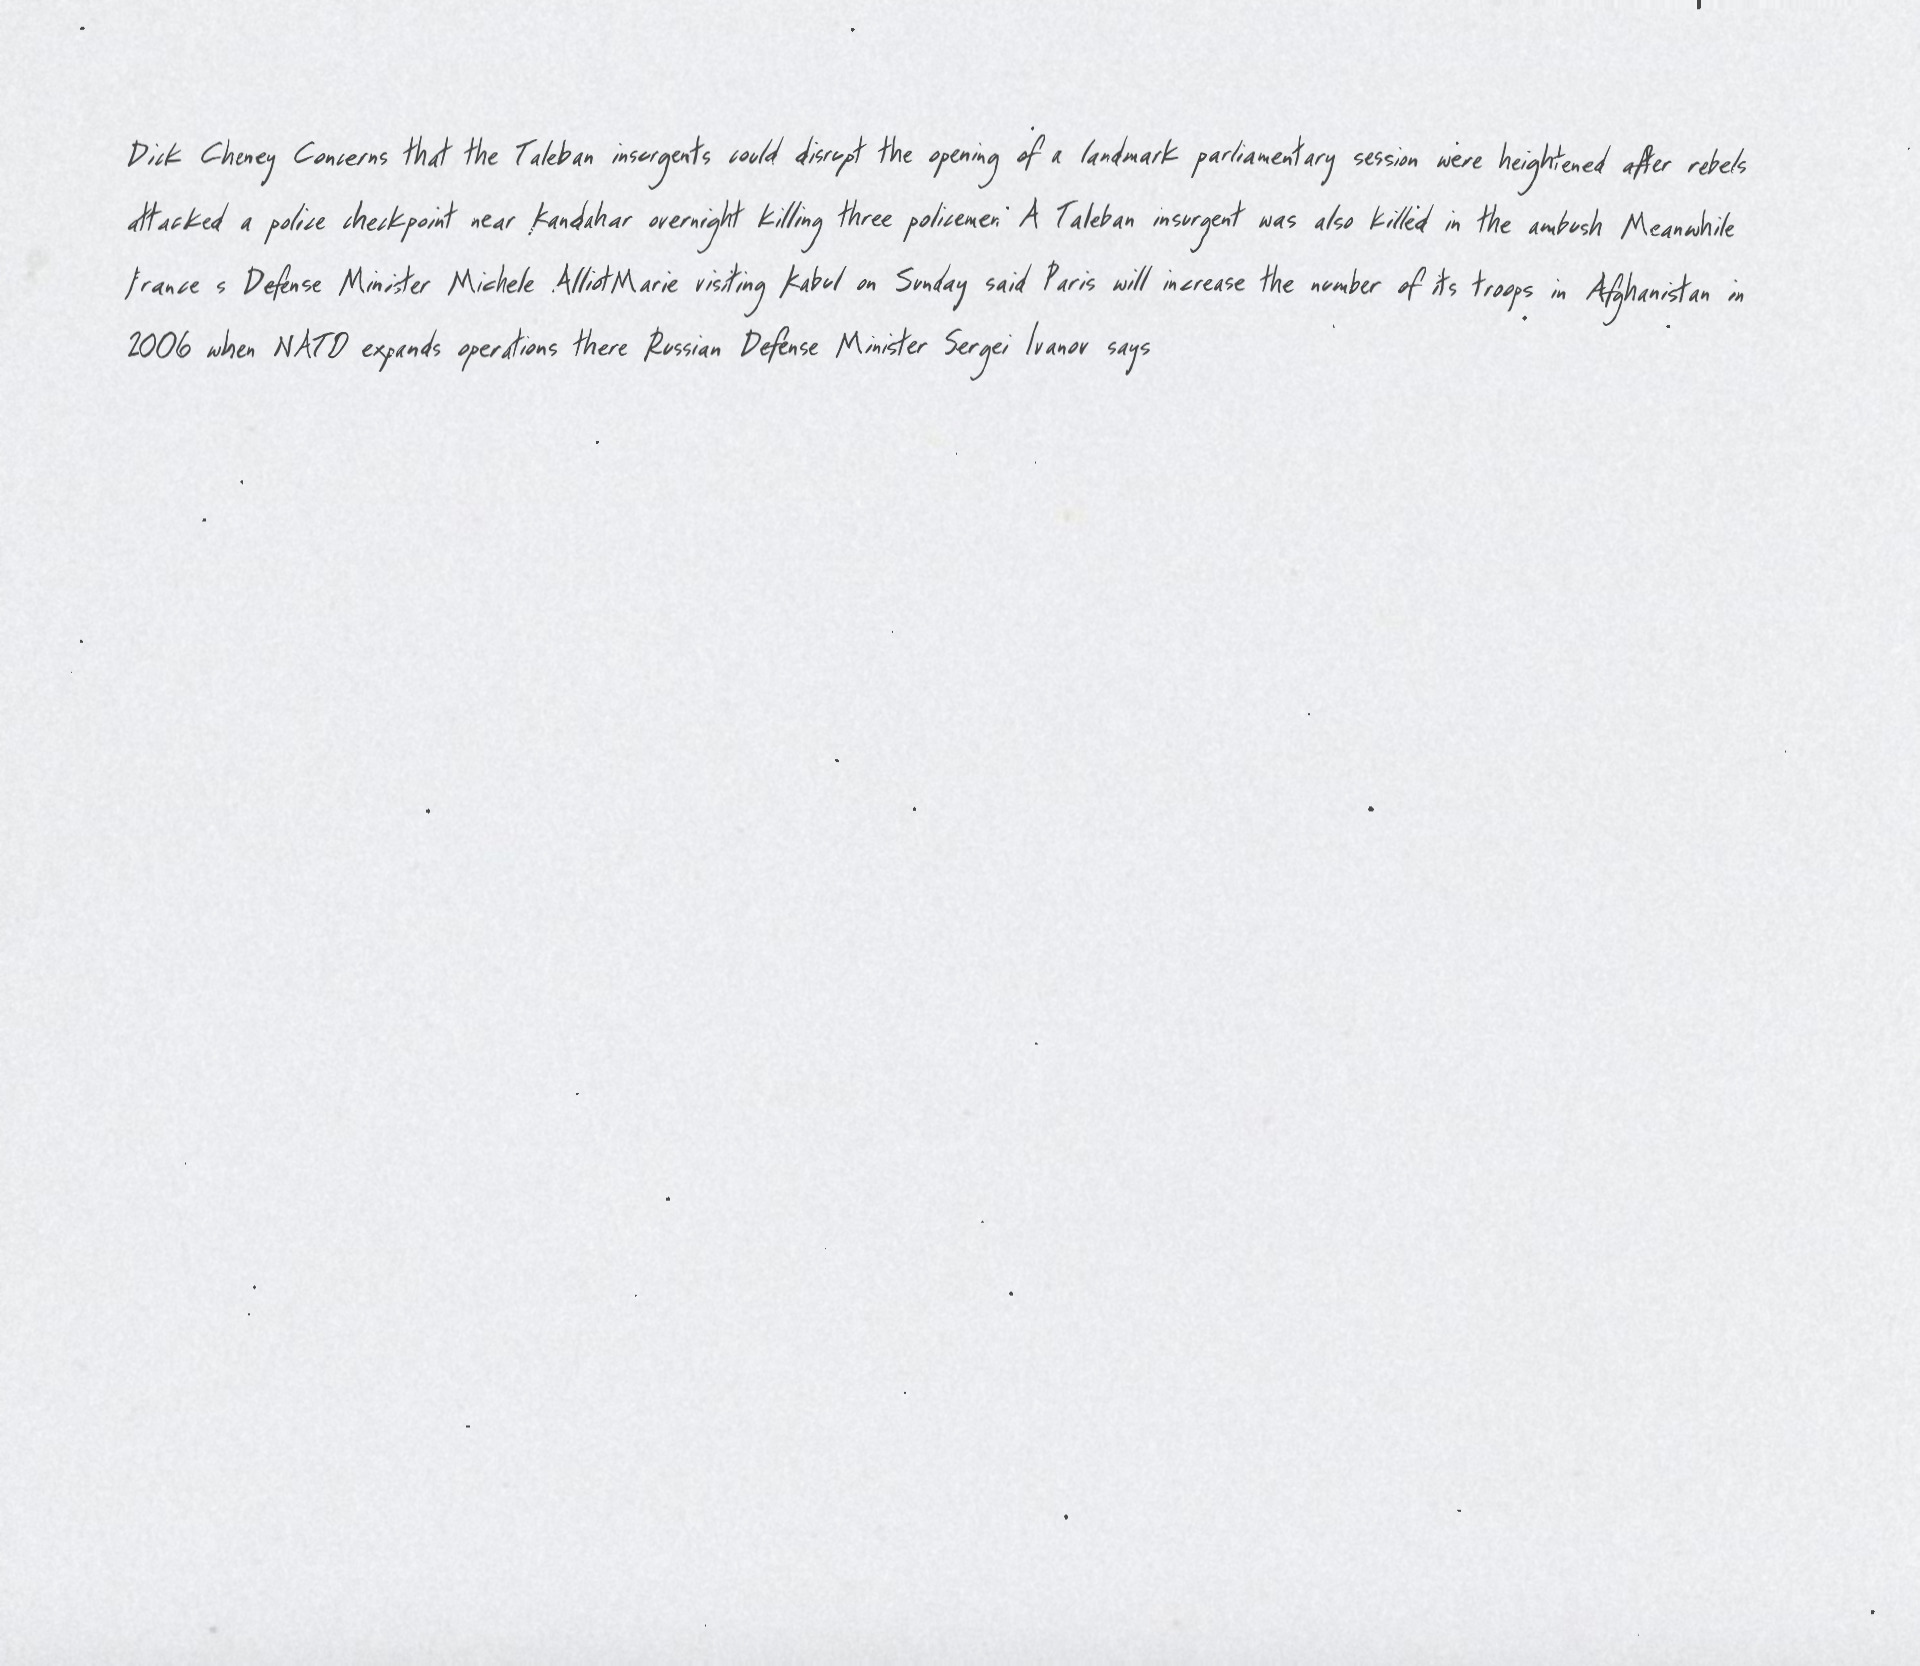 Dick Cheney Concerns that the Taleban insurgents could disrupt the opening of a landmark parliamentary session were heightened after rebels
attacked a police checkpoint near Kandahar overnight killing three policemen A Taleban insurgent was also killed in the ambush Meanwhile
France s Defense Minister Michele AlliotMarie visiting Kabul on Sunday said Paris will increase the number of its troops in Afghanistan in
2006 when NATO expands operations there Russian Defense Minister Sergei Ivanov says